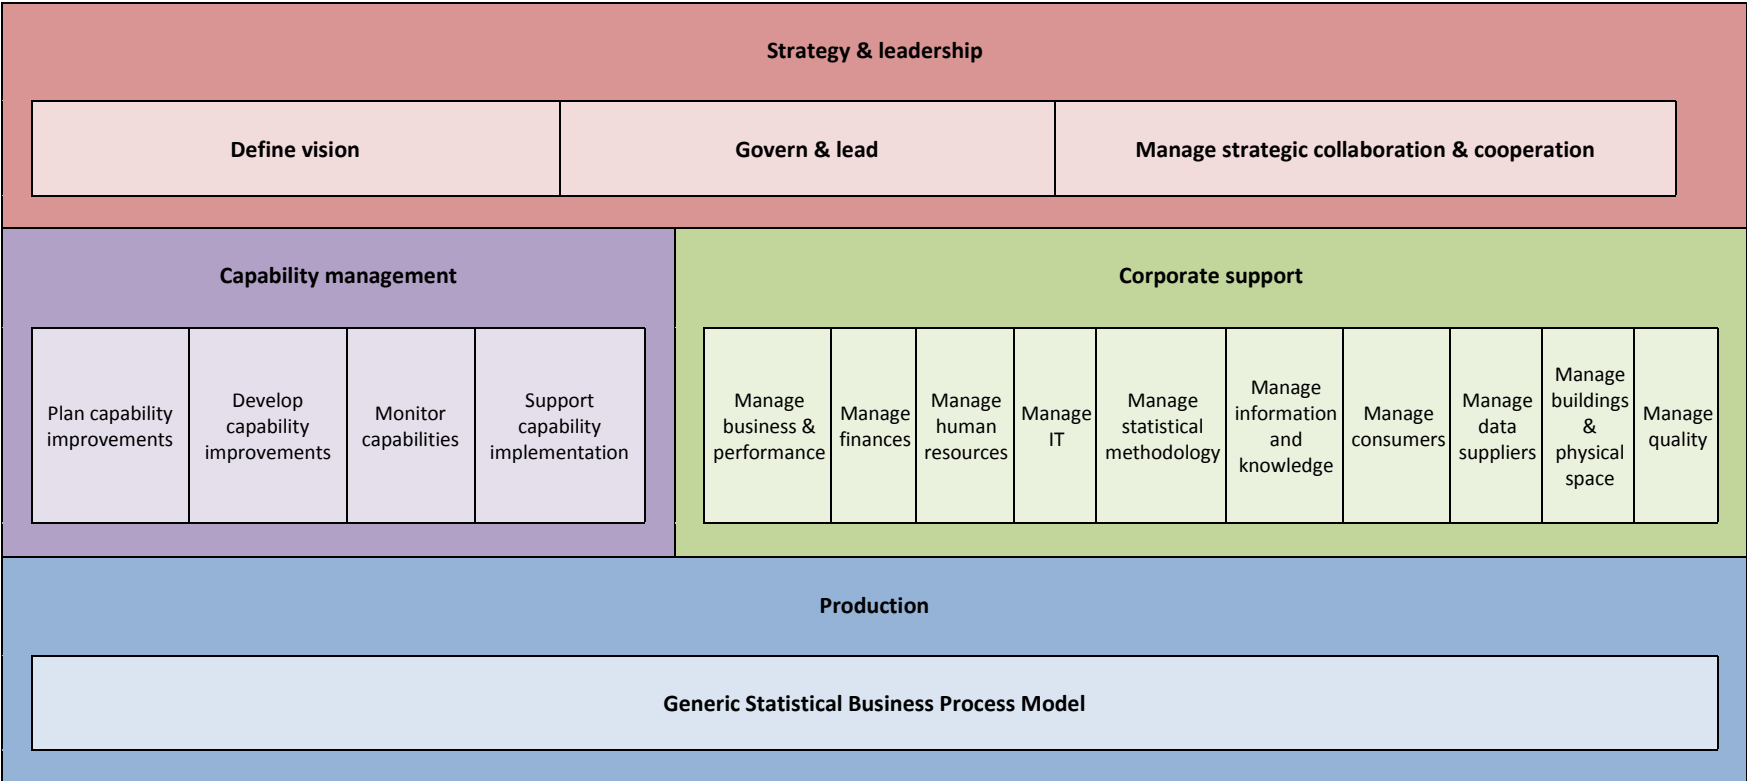 Strategy & leadership
Define vision
Govern & lead
Manage strategic collaboration & cooperation
Capability management
Plan capability
improvements
Develop
capability
improvements
Monitor
capabilities
Support
capability
implementation
Corporate support
Manage
business &
performance
Manage
finances
Manage
human
resources
Manage
IT
Manage
statistical
methodology
Manage
information
and
knowledge
Manage
consumers
Manage
data
suppliers
Manage
buildings
&
physical
space
Manage
quality
Production
Generic Statistical Business Process Model